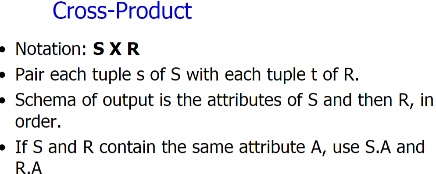 Cross-Product
• Notation: S X R
• Pair each tuple s of S with each tuple t of R.
• Schema of output is the attributes of S and then R, in
order.
• If S and R contain the same attribute A, use S.A and
R.A